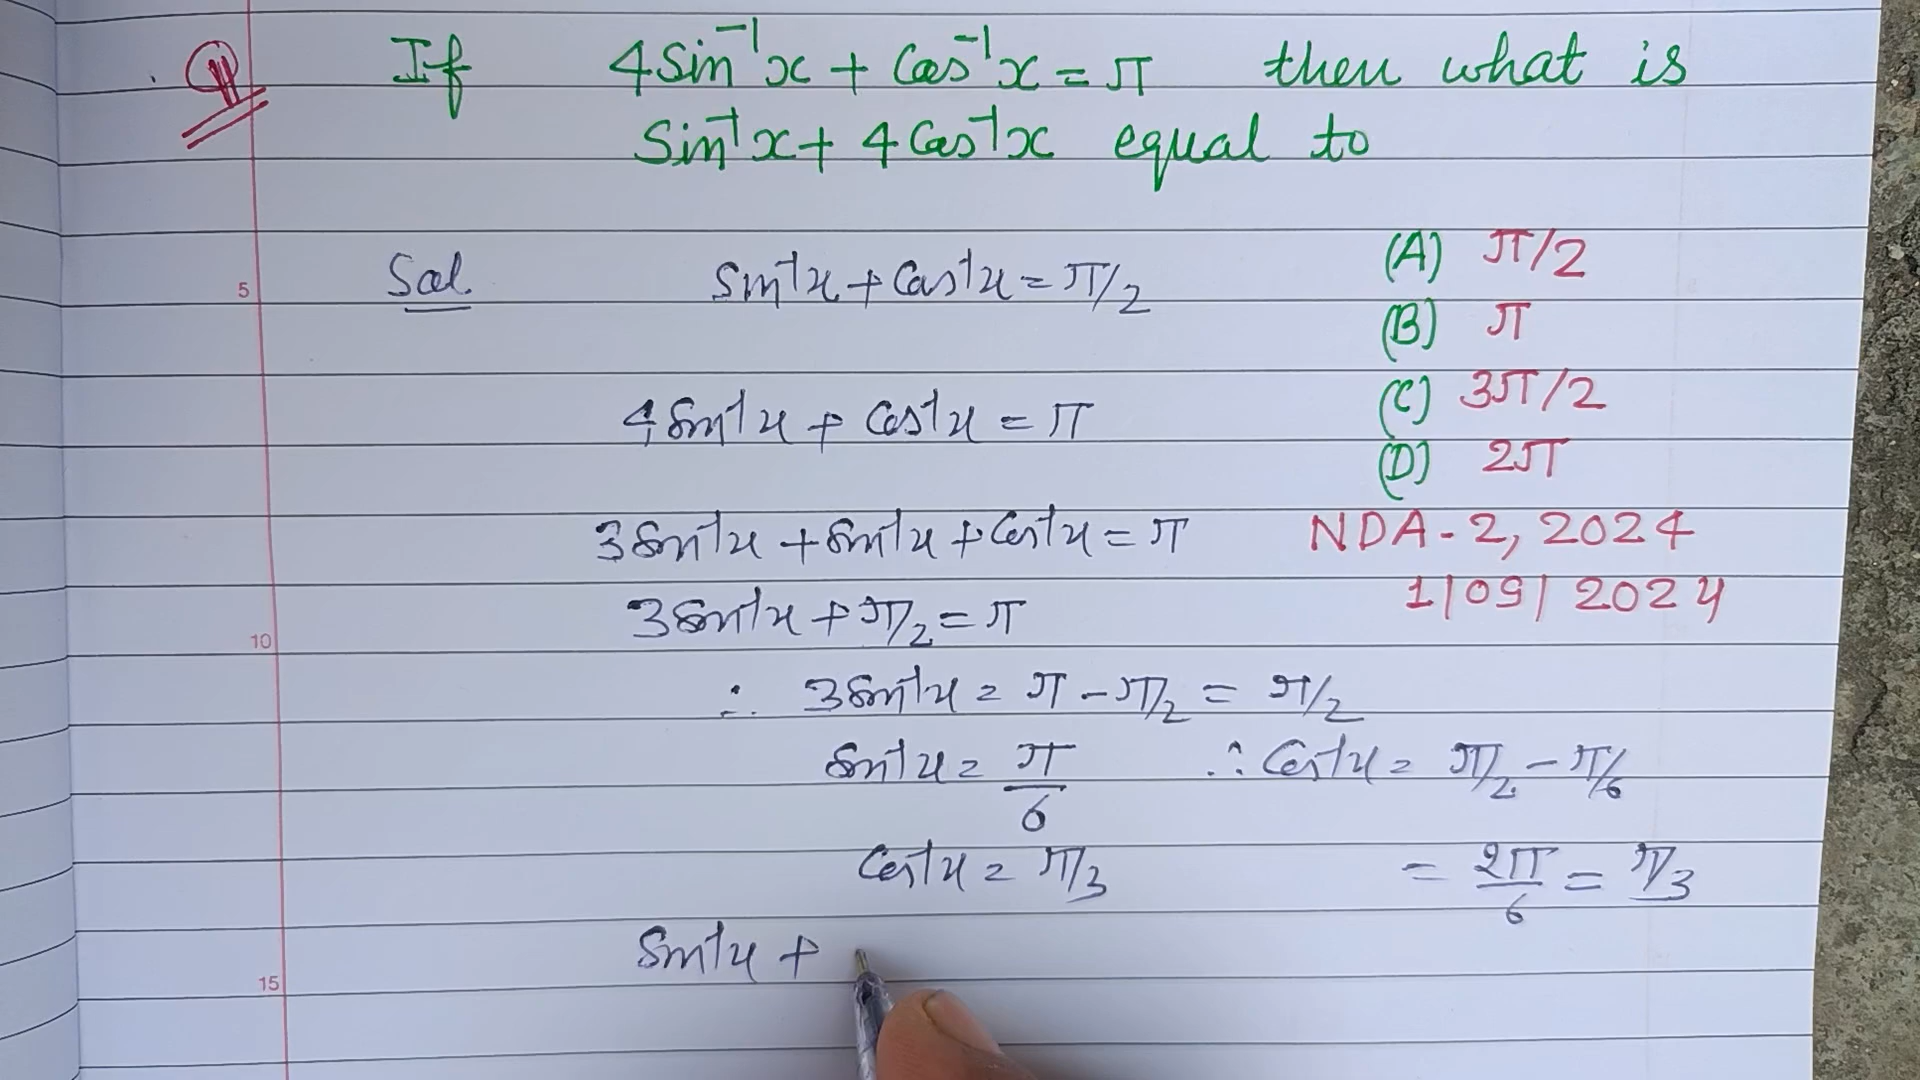 Q If 4Sin⁻¹x + Cos⁻¹x = π then what is
Sin⁻¹x + 4Cos⁻¹x equal to
(A) π/2
Sol. Sin⁻¹x + Cos⁻¹x = π/2
5
(B) π
(C) 3π/2
4Sin⁻¹x + Cos⁻¹x = π
(D) 2π
3Sin⁻¹x + Sin⁻¹x + Cos⁻¹x = π
NDA-2, 2024
1/09/2024
3Sin⁻¹x + π/2 = π
10
∴ 3Sin⁻¹x = π - π/2 = π/2
Sin⁻¹x = π/6 ∴ Cos⁻¹x = π/2 - π/6
Cos⁻¹x = π/3 = 2π/6 = π/3
Sin⁻¹x +
15